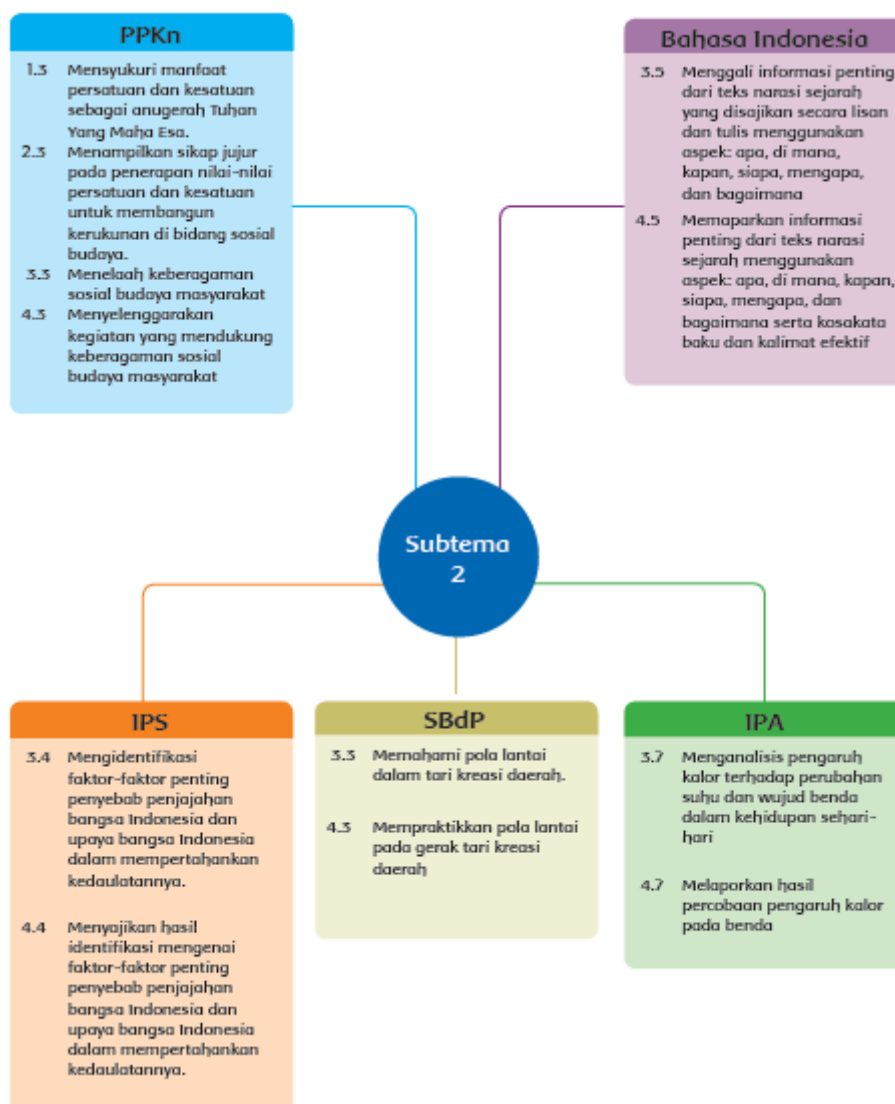 PPKn
1.3 Mensyukuri manfaat
persatuan dan kesatuan
sebagai anugerah Tuhan
Yang Maha Esa.
2.3 Menampilkan sikap jujur
pada penerapan nilai-nilai
persatuan dan kesatuan
untuk membangun
kerukunan di bidang sosial
budaya.
3.3 Menelaah keberagaman
sosial budaya masyarakat
4.3 Menyelenggarakan
kegiatan yang mendukung
keberagaman sosial
budaya masyarakat
Bahasa Indonesia
3.5 Menggali informasi penting
dari teks narasi sejarah
yang disajikan secara lisan
dan tulis menggunakan
aspek: apa, di mana,
kapan, siapa, mengapa,
dan bagaimana
4.5 Memaparkan informasi
penting dari teks narasi
sejarah menggunakan
aspek: apa, di mana, kapan,
siapa, mengapa, dan
bagaimana serta kosakata
baku dan kalimat efektif
Subtema
2
IPS
3.4 Mengidentifikasi
faktor-faktor penting
penyebab penjajahan
bangsa Indonesia dan
upaya bangsa Indonesia
dalam mempertahankan
kedaulatannya.
4.4 Menyajikan hasil
identifikasi mengenai
faktor-faktor penting
penyebab penjajahan
bangsa Indonesia dan
upaya bangsa Indonesia
dalam mempertahankan
kedaulatannya.
SBdP
3.3 Memahami pola lantai
dalam tari kreasi daerah.
4.3 Mempraktikkan pola lantai
pada gerak tari kreasi
daerah
IPA
3.7 Menganalisis pengaruh
kalor terhadap perubahan
suhu dan wujud benda
dalam kehidupan sehari-
hari
4.7 Melaporkan hasil
percobaan pengaruh kalor
pada benda